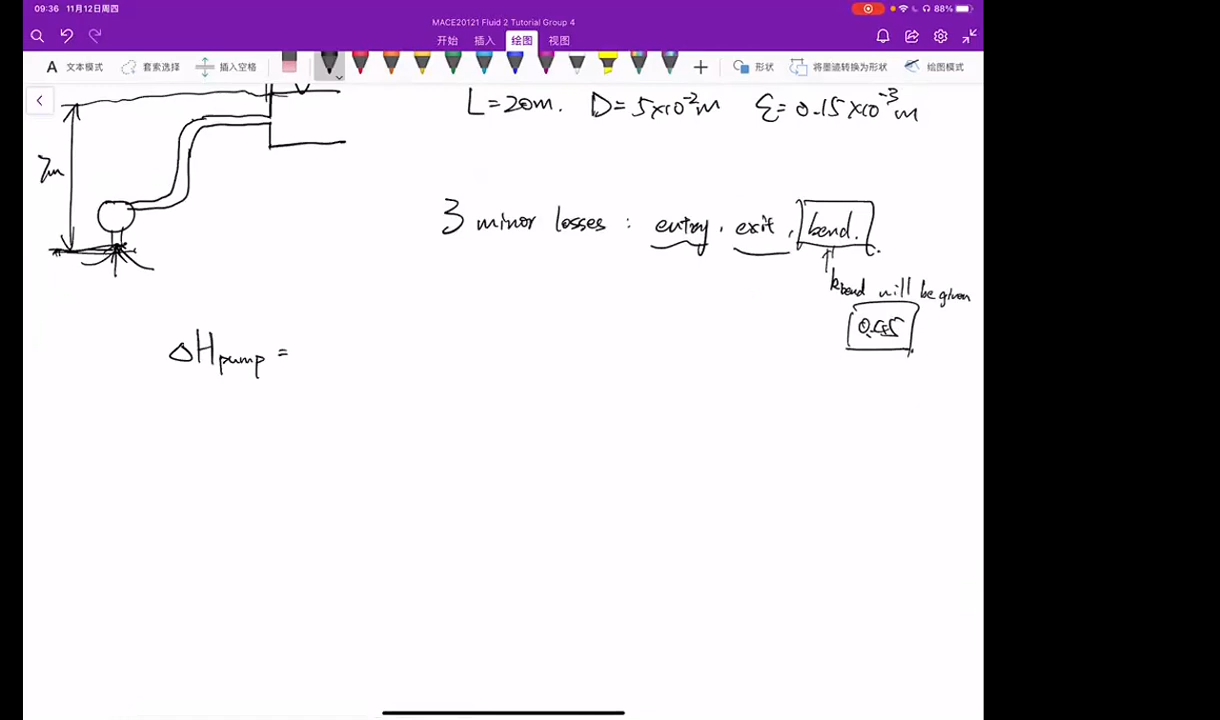 09:36 11月12日周四
88%
MACE20121 Fluid 2 Tutorial Group 4
开始 插入 绘图 视图
A 文本模式 套索选择 插入空格 形状 将墨迹转换为形状 绘图模式
L=20m. D=5×10⁻²m ε=0.15×10⁻³m
7m
3 minor losses : entry, exit, bend.
kbend will be given
ΔHpump =